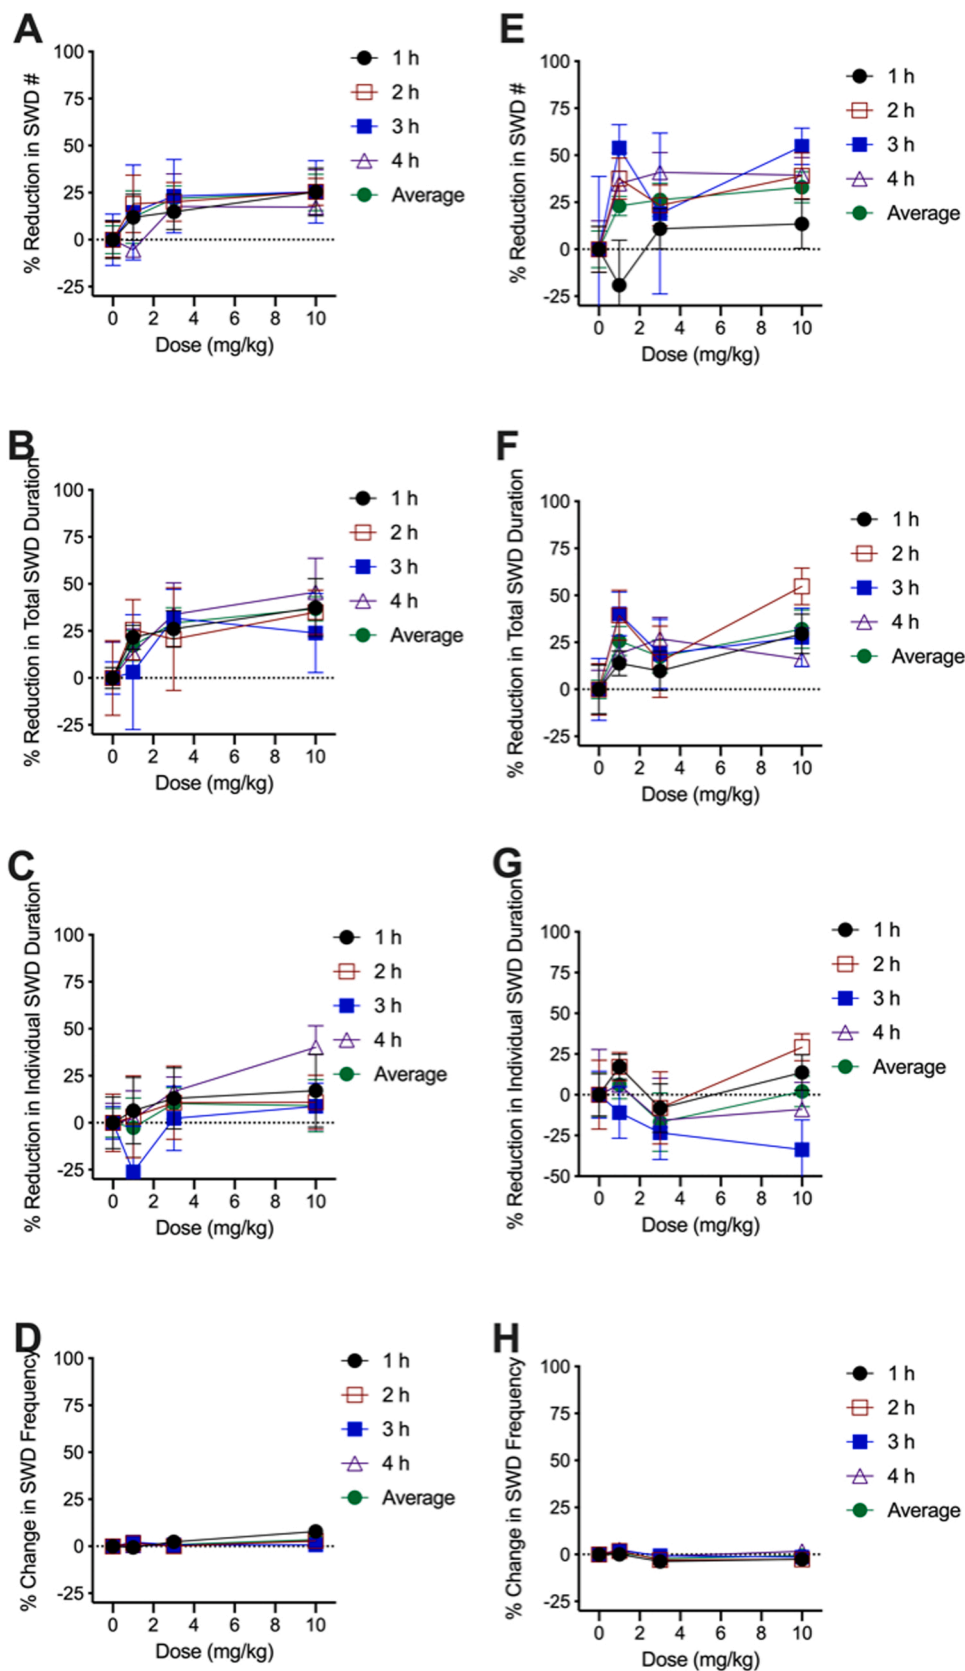 A
% Reduction in SWD #
100
75
50
25
0
-25
0 2 4 6 8 10
Dose (mg/kg)
1 h
2 h
3 h
4 h
Average
E
% Reduction in SWD #
100
75
50
25
0
-25
0 2 4 6 8 10
Dose (mg/kg)
1 h
2 h
3 h
4 h
Average
B
% Reduction in Total SWD Duration
100
75
50
25
0
-25
0 2 4 6 8 10
Dose (mg/kg)
1 h
2 h
3 h
4 h
Average
F
% Reduction in Total SWD Duration
100
75
50
25
0
-25
0 2 4 6 8 10
Dose (mg/kg)
1 h
2 h
3 h
4 h
Average
C
% Reduction in Individual SWD Duration
100
75
50
25
0
-25
0 2 4 6 8 10
Dose (mg/kg)
1 h
2 h
3 h
4 h
Average
G
% Reduction in Individual SWD Duration
100
75
50
25
0
-25
-50
0 2 4 6 8 10
Dose (mg/kg)
1 h
2 h
3 h
4 h
Average
D
% Change in SWD Frequency
100
75
50
25
0
-25
0 2 4 6 8 10
Dose (mg/kg)
1 h
2 h
3 h
4 h
Average
H
% Change in SWD Frequency
100
75
50
25
0
-25
0 2 4 6 8 10
Dose (mg/kg)
1 h
2 h
3 h
4 h
Average